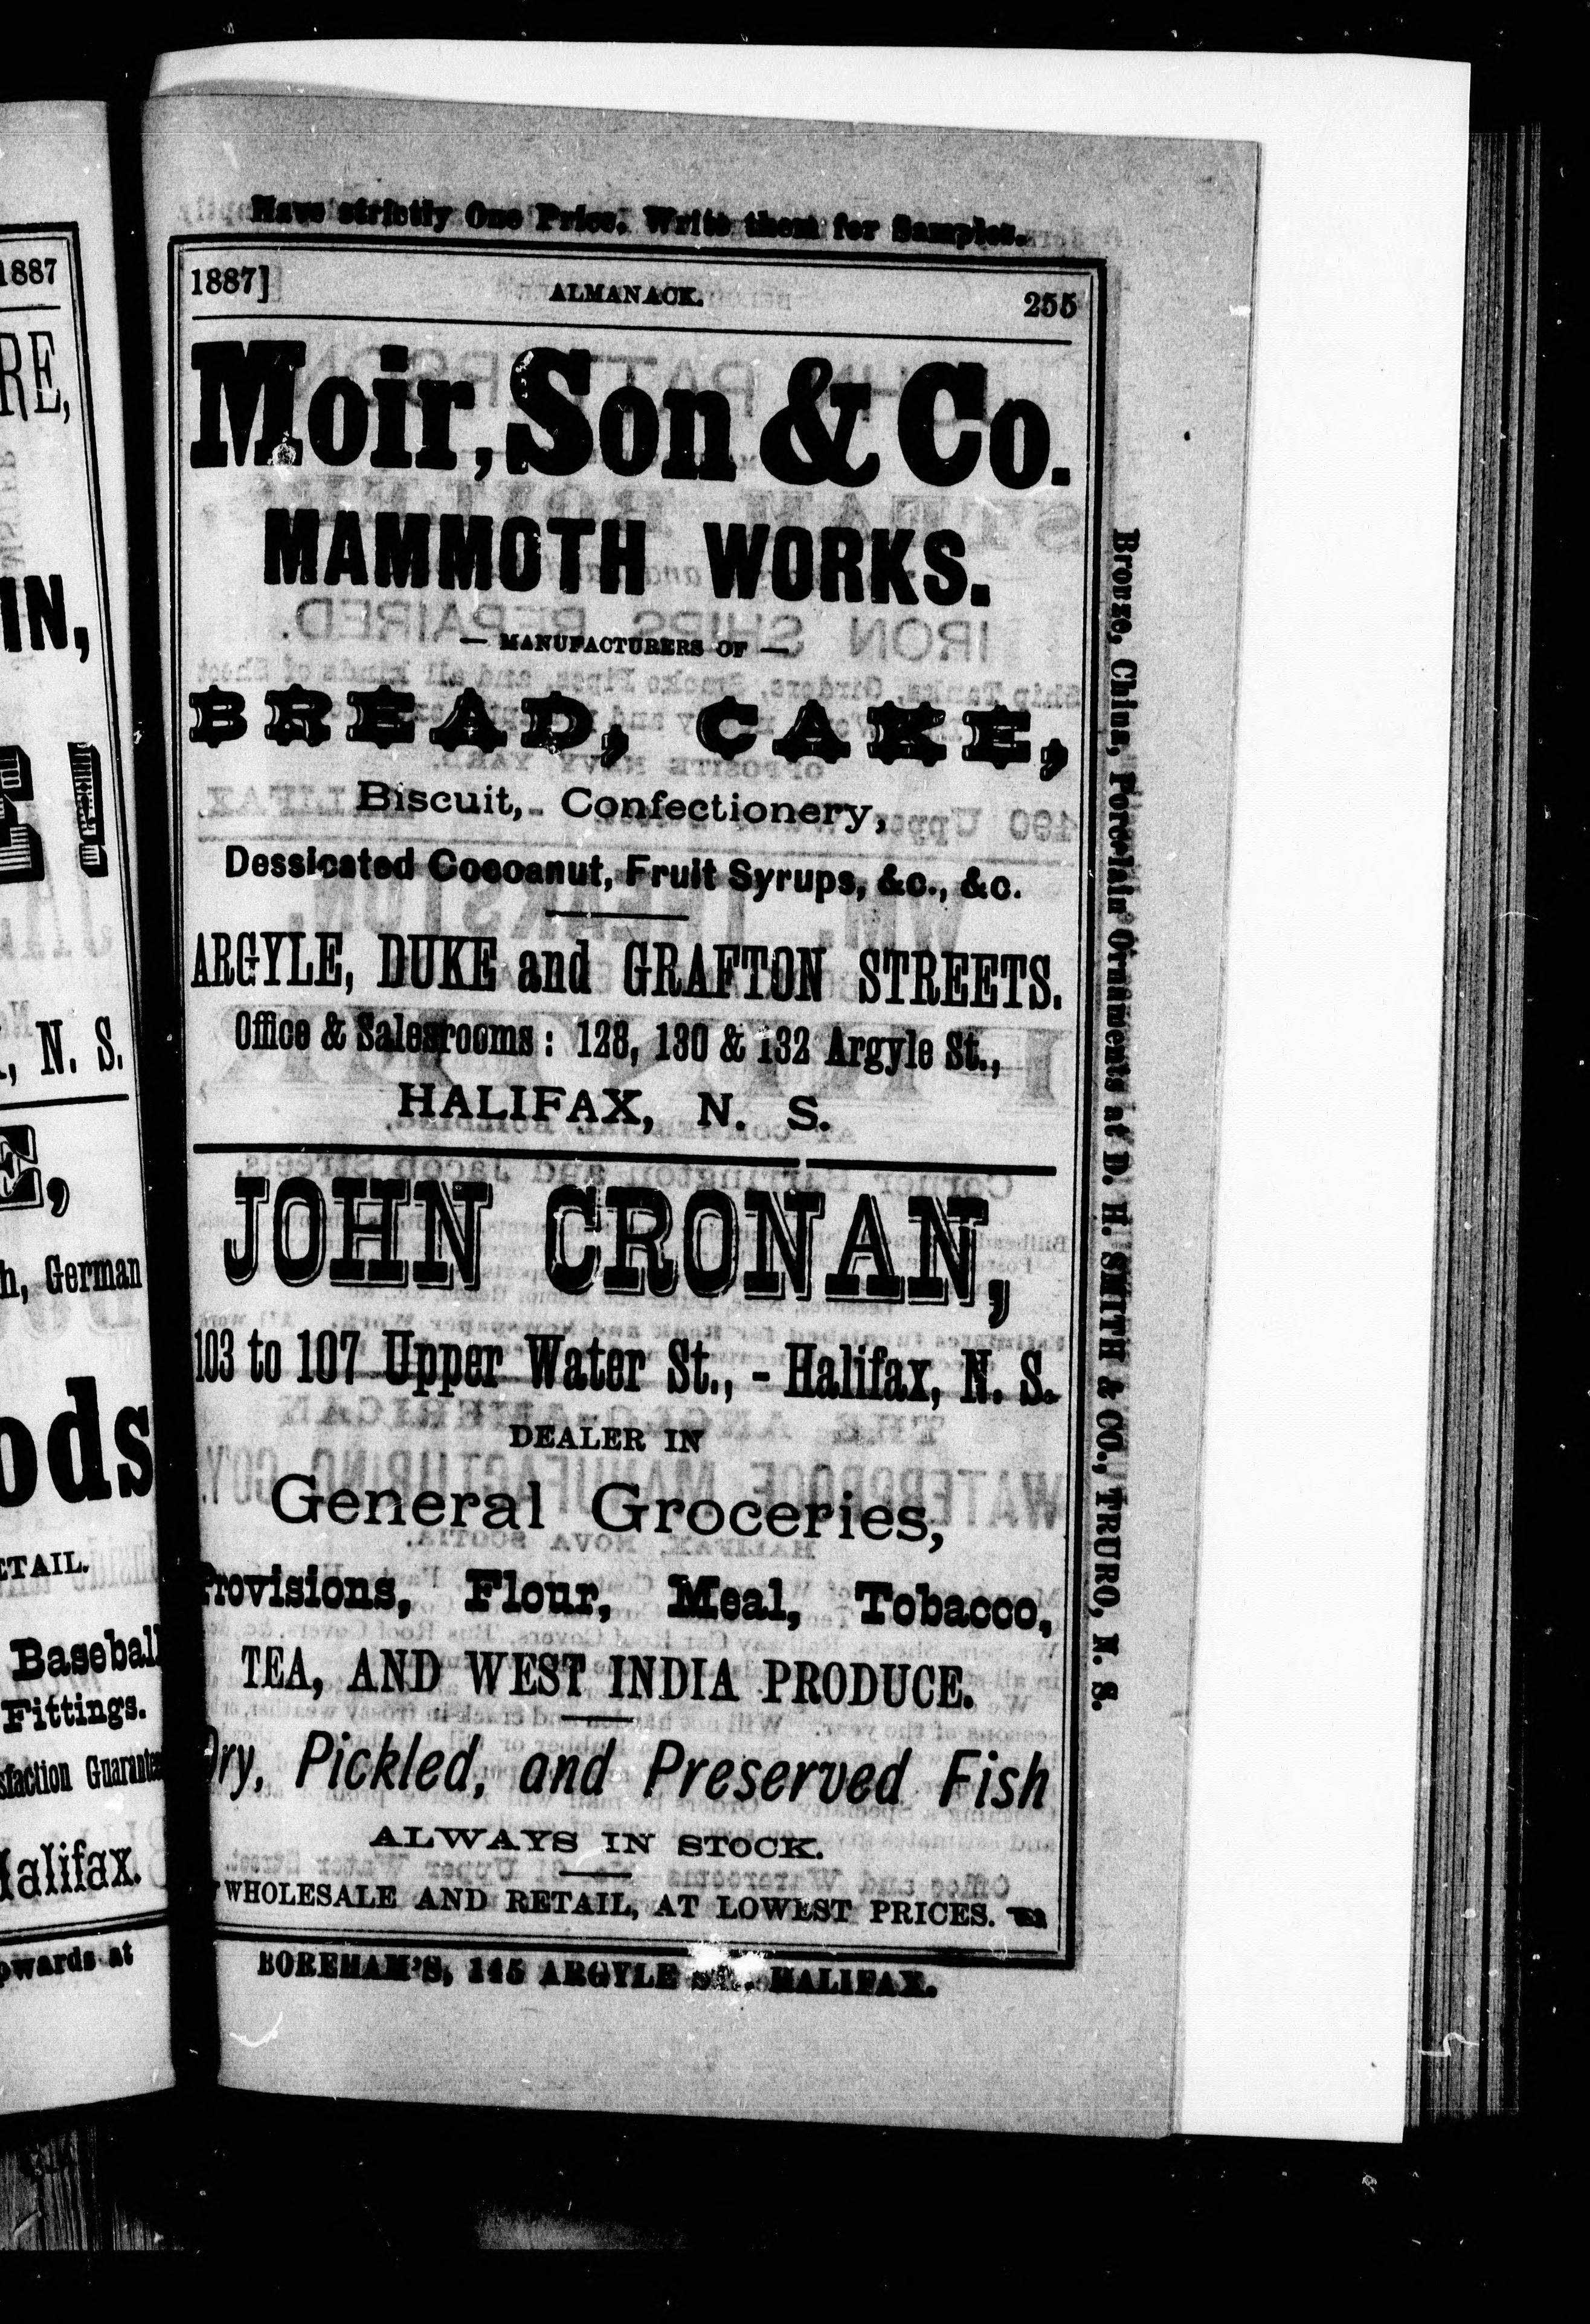 1887
RE,
IN,
N. S.
E,
German
ods
Baseball
Fittings.
Halifax.
at
Have strictly One Price. Write them for Samples.
1887] ALMANACK. 255
Moir, Son & Co.
MAMMOTH WORKS.
— MANUFACTURERS OF —
BREAD, CAKE,
Biscuit, - Confectionery,
Dessicated Cocoanut, Fruit Syrups, &c., &c.
ARGYLE, DUKE and GRAFTON STREETS.
Office & Salesrooms: 128, 130 & 132 Argyle St.,
HALIFAX, N. S.
JOHN CRONAN,
103 to 107 Upper Water St., - Halifax, N. S.
DEALER IN
General Groceries,
Provisions, Flour, Meal, Tobacco,
TEA, AND WEST INDIA PRODUCE.
Dry, Pickled, and Preserved Fish
ALWAYS IN STOCK.
WHOLESALE AND RETAIL, AT LOWEST PRICES.
BOREHAM'S, 145 ARGYLE ST. HALIFAX.
Bronze, China, Porcelain Ornaments at D. H. SMITH & CO., TRURO, N. S.